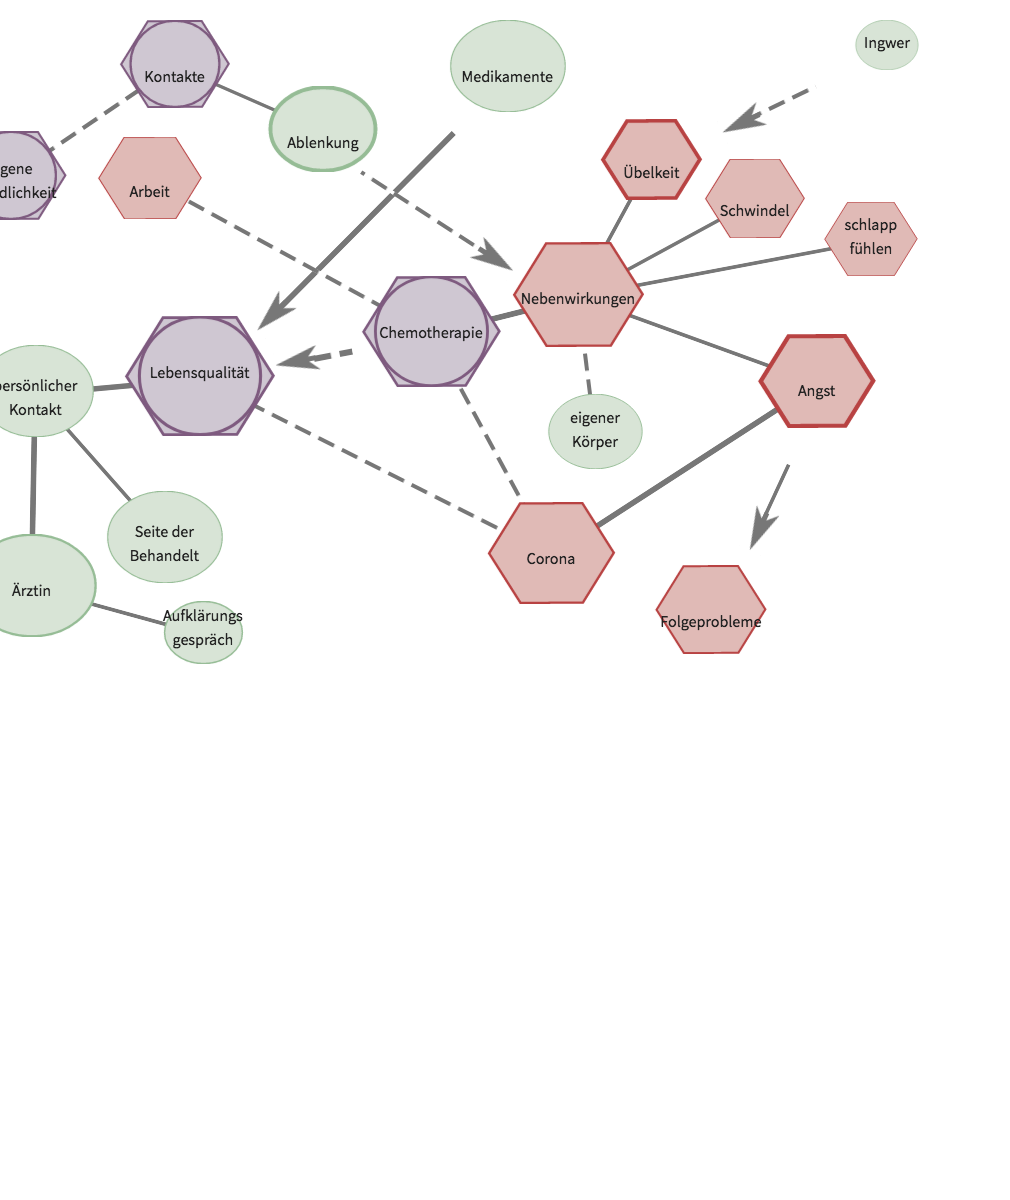 Ingwer
Kontakte
Medikamente
Ablenkung
gene
dlichkeit
Arbeit
Übelkeit
Schwindel
schlapp
fühlen
Nebenwirkungen
Chemotherapie
Lebensqualität
persönlicher
Kontakt
Angst
eigener
Körper
Seite der
Behandelt
Corona
Ärztin
Aufklärungs
gespräch
Folgeprobleme